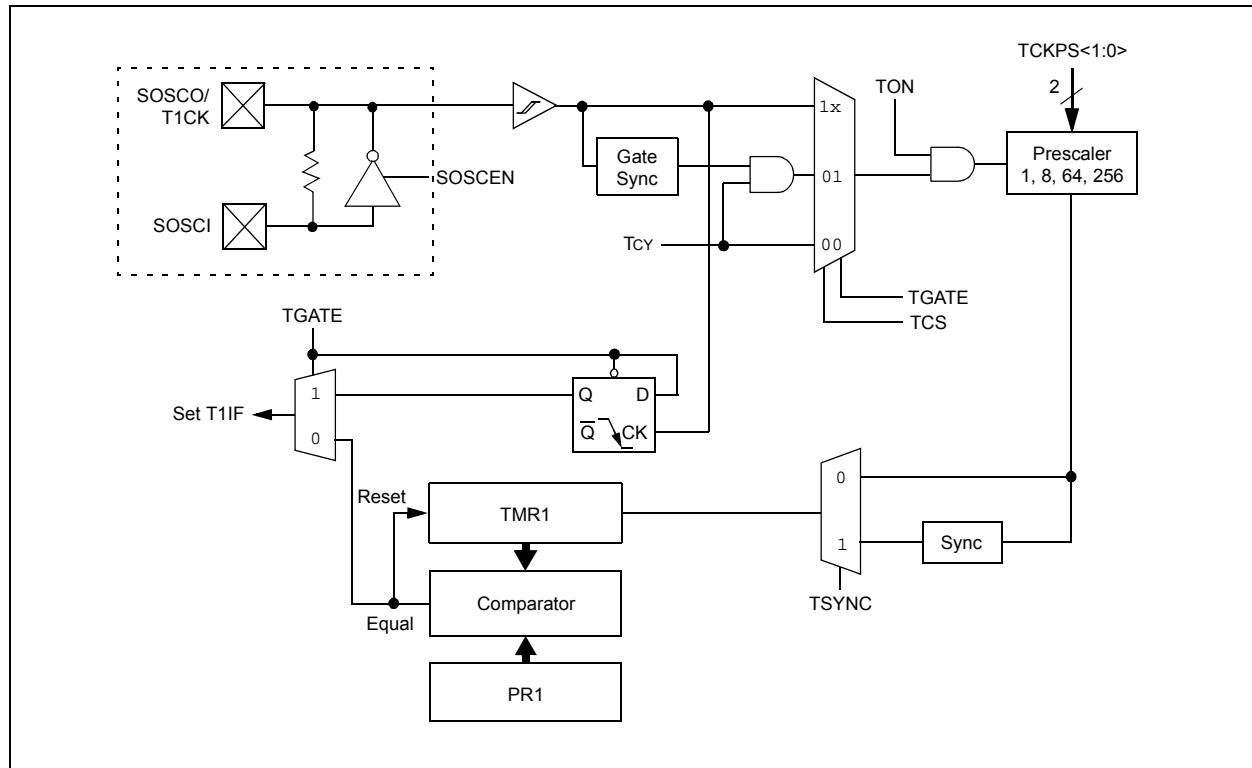 TCKPS<1:0>
SOSCO/
T1CK
TON
2
1x
Gate
Sync
Prescaler
1, 8, 64, 256
SOSCEN
01
SOSCI
TCY
00
TGATE
TCS
TGATE
1
Q
D
Set T1IF
0
Q
CK
Reset
TMR1
0
1
Sync
Comparator
TSYNC
Equal
PR1